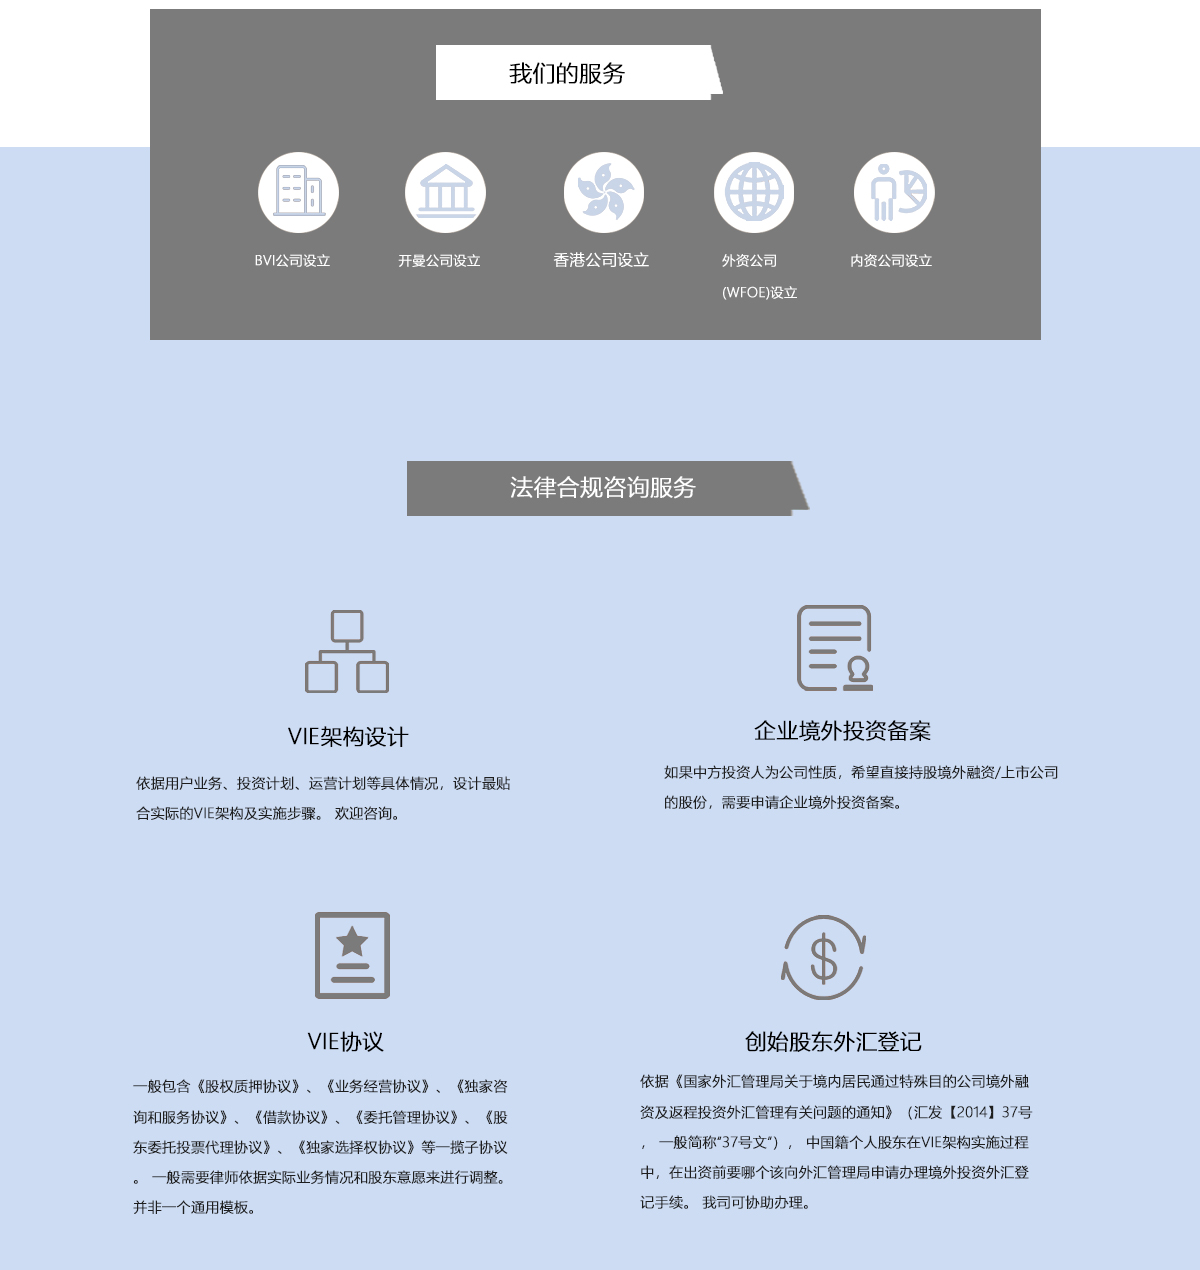 我们的服务
BVI公司设立
开曼公司设立
香港公司设立
外资公司
(WFOE)设立
内资公司设立
法律合规咨询服务
VIE架构设计
依据用户业务、投资计划、运营计划等具体情况，设计最贴
合实际的VIE架构及实施步骤。 欢迎咨询。
企业境外投资备案
如果中方投资人为公司性质，希望直接持股境外融资/上市公司
的股份，需要申请企业境外投资备案。
VIE协议
一般包含《股权质押协议》、《业务经营协议》、《独家咨
询和服务协议》、《借款协议》、《委托管理协议》、《股
东委托投票代理协议》、《独家选择权协议》等一揽子协议
。 一般需要律师依据实际业务情况和股东意愿来进行调整。
并非一个通用模板。
创始股东外汇登记
依据《国家外汇管理局关于境内居民通过特殊目的公司境外融
资及返程投资外汇管理有关问题的通知》（汇发【2014】37号
， 一般简称“37号文”）， 中国籍个人股东在VIE架构实施过程
中，在出资前要哪个该向外汇管理局申请办理境外投资外汇登
记手续。 我司可协助办理。